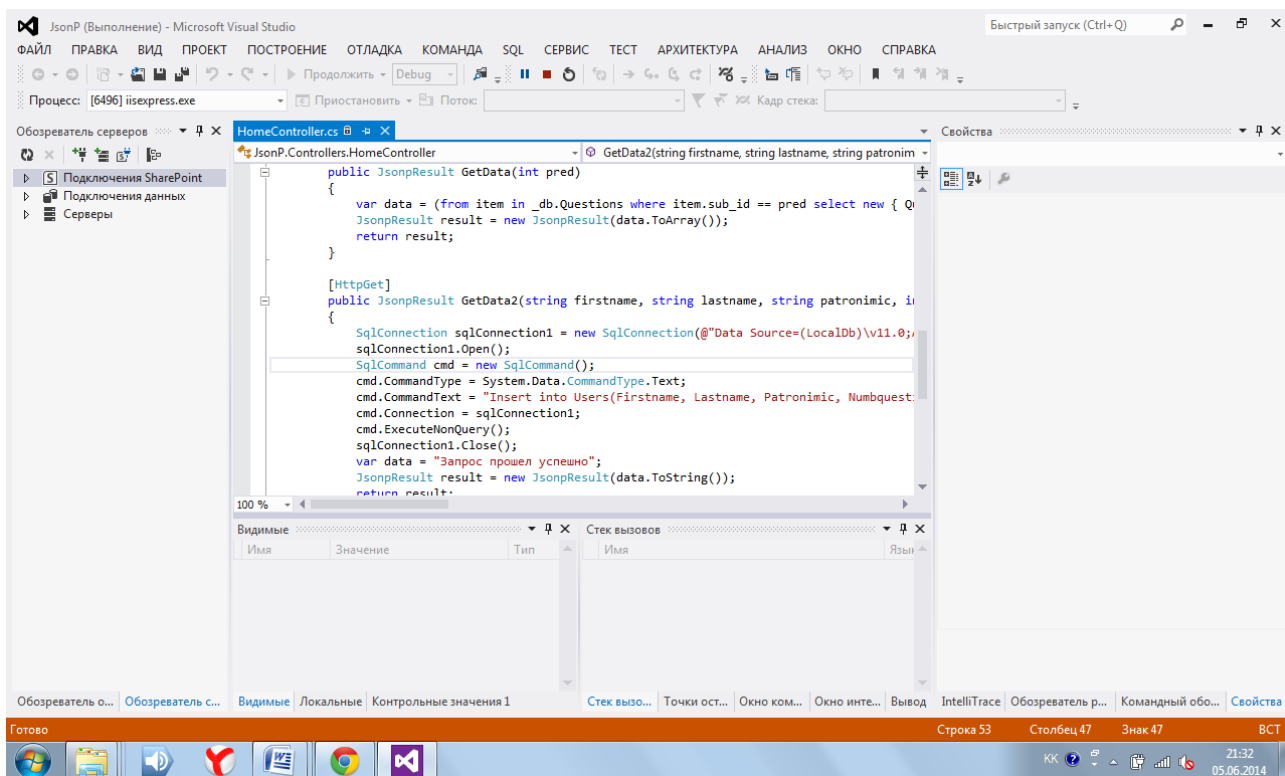 JsonP (Выполнение) - Microsoft Visual Studio
Быстрый запуск (Ctrl+Q)
ФАЙЛ ПРАВКА ВИД ПРОЕКТ ПОСТРОЕНИЕ ОТЛАДКА КОМАНДА SQL СЕРВИС ТЕСТ АРХИТЕКТУРА АНАЛИЗ ОКНО СПРАВКА
Продолжить Debug
Процесс: [6496] iisexpress.exe Приостановить Поток: Кадр стека:
Обозреватель серверов
Подключения SharePoint
Подключения данных
Серверы
HomeController.cs
JsonP.Controllers.HomeController GetData2(string firstname, string lastname, string patronim
public JsonpResult GetData(int pred)
{
var data = (from item in _db.Questions where item.sub_id == pred select new { Q
JsonpResult result = new JsonpResult(data.ToArray());
return result;
}
[HttpGet]
public JsonpResult GetData2(string firstname, string lastname, string patronimic, i
{
SqlConnection sqlConnection1 = new SqlConnection(@"Data Source=(LocalDb)\v11.0;
sqlConnection1.Open();
SqlCommand cmd = new SqlCommand();
cmd.CommandType = System.Data.CommandType.Text;
cmd.CommandText = "Insert into Users(Firstname, Lastname, Patronimic, Numbquest
cmd.Connection = sqlConnection1;
cmd.ExecuteNonQuery();
sqlConnection1.Close();
var data = "Запрос прошел успешно";
JsonpResult result = new JsonpResult(data.ToString());
return result;
100 %
Видимые
Имя Значение Тип
Стек вызовов
Имя Язык
Свойства
Обозреватель о... Обозреватель с... Видимые Локальные Контрольные значения 1 Стек вызо... Точки ост... Окно ком... Окно инте... Вывод IntelliTrace Обозреватель р... Командный обо... Свойства
Готово Строка 53 Столбец 47 Знак 47 ВСТ
KK 21:32
05.06.2014